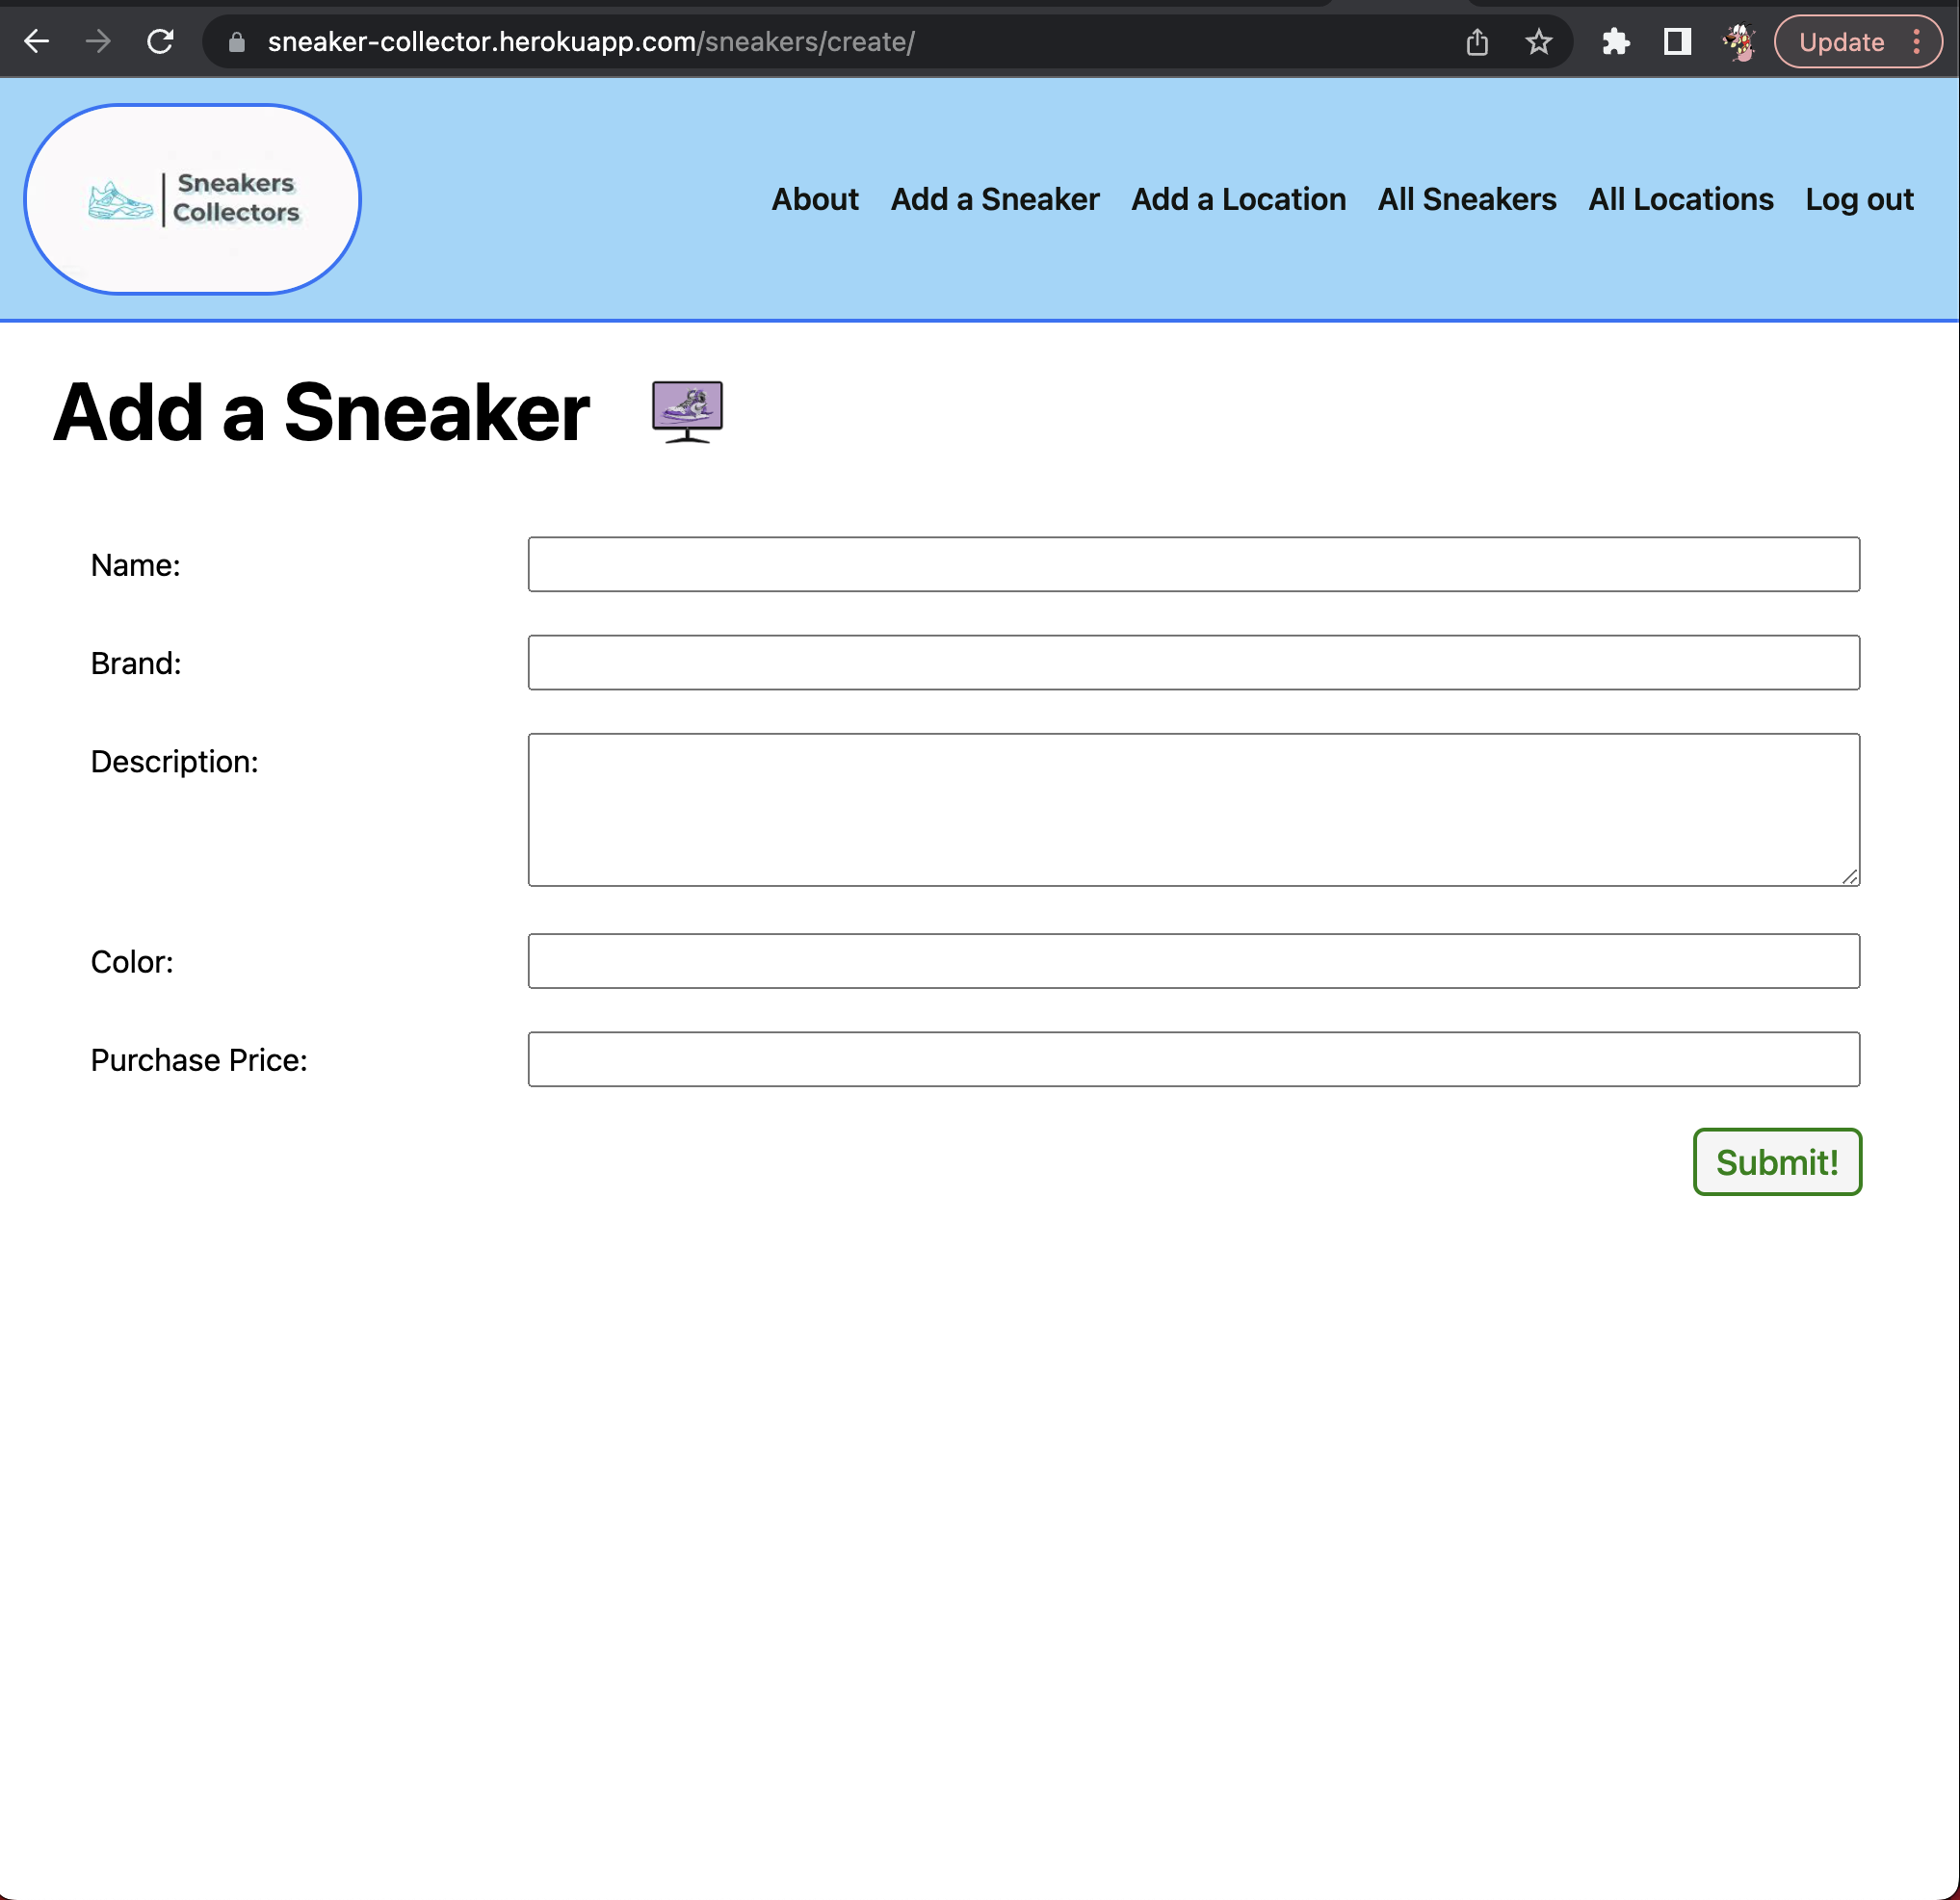 sneaker-collector.herokuapp.com/sneakers/create/
Update
Sneakers
Collectors
About Add a Sneaker Add a Location All Sneakers All Locations Log out
Add a Sneaker
Name:
Brand:
Description:
Color:
Purchase Price:
Submit!